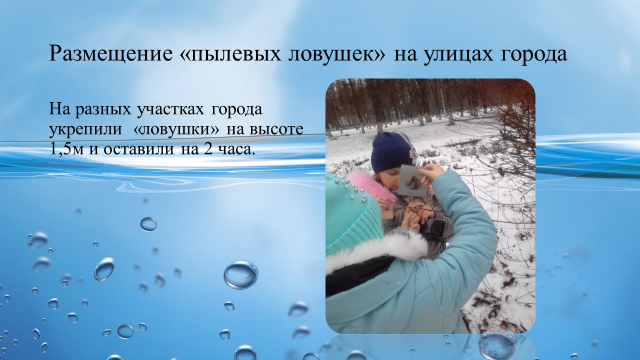 Размещение «пылевых ловушек» на улицах города
На разных участках города
укрепили «ловушки» на высоте
1,5м и оставили на 2 часа.